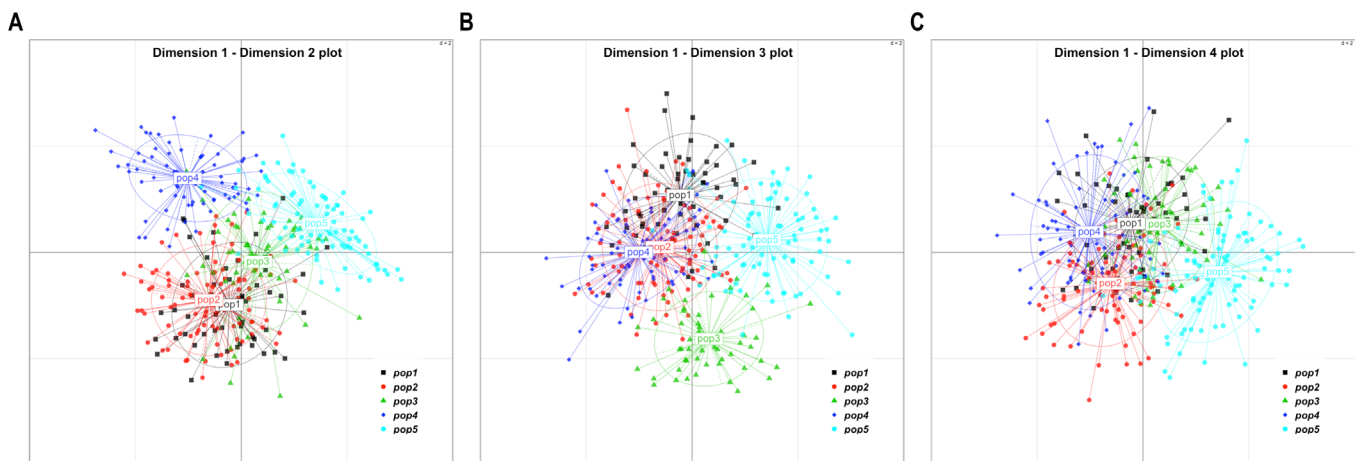 A
Dimension 1 - Dimension 2 plot
d = 2
pop4
pop5
pop3
pop2
pop1
pop1
pop2
pop3
pop4
pop5
B
Dimension 1 - Dimension 3 plot
d = 2
pop1
pop5
pop2
pop4
pop3
pop1
pop2
pop3
pop4
pop5
C
Dimension 1 - Dimension 4 plot
d = 2
pop1
pop3
pop4
pop5
pop2
pop1
pop2
pop3
pop4
pop5